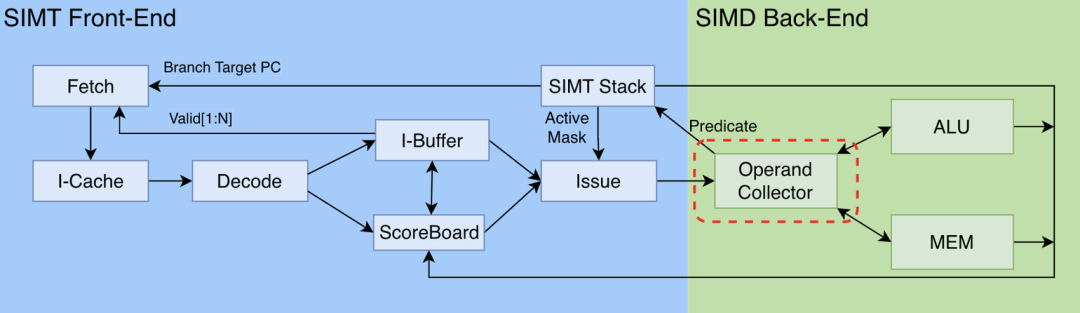 SIMT Front-End
SIMD Back-End
Fetch
Branch Target PC
SIMT Stack
Valid[1:N]
I-Buffer
Active
Mask
Predicate
ALU
I-Cache
Decode
Issue
Operand
Collector
ScoreBoard
MEM